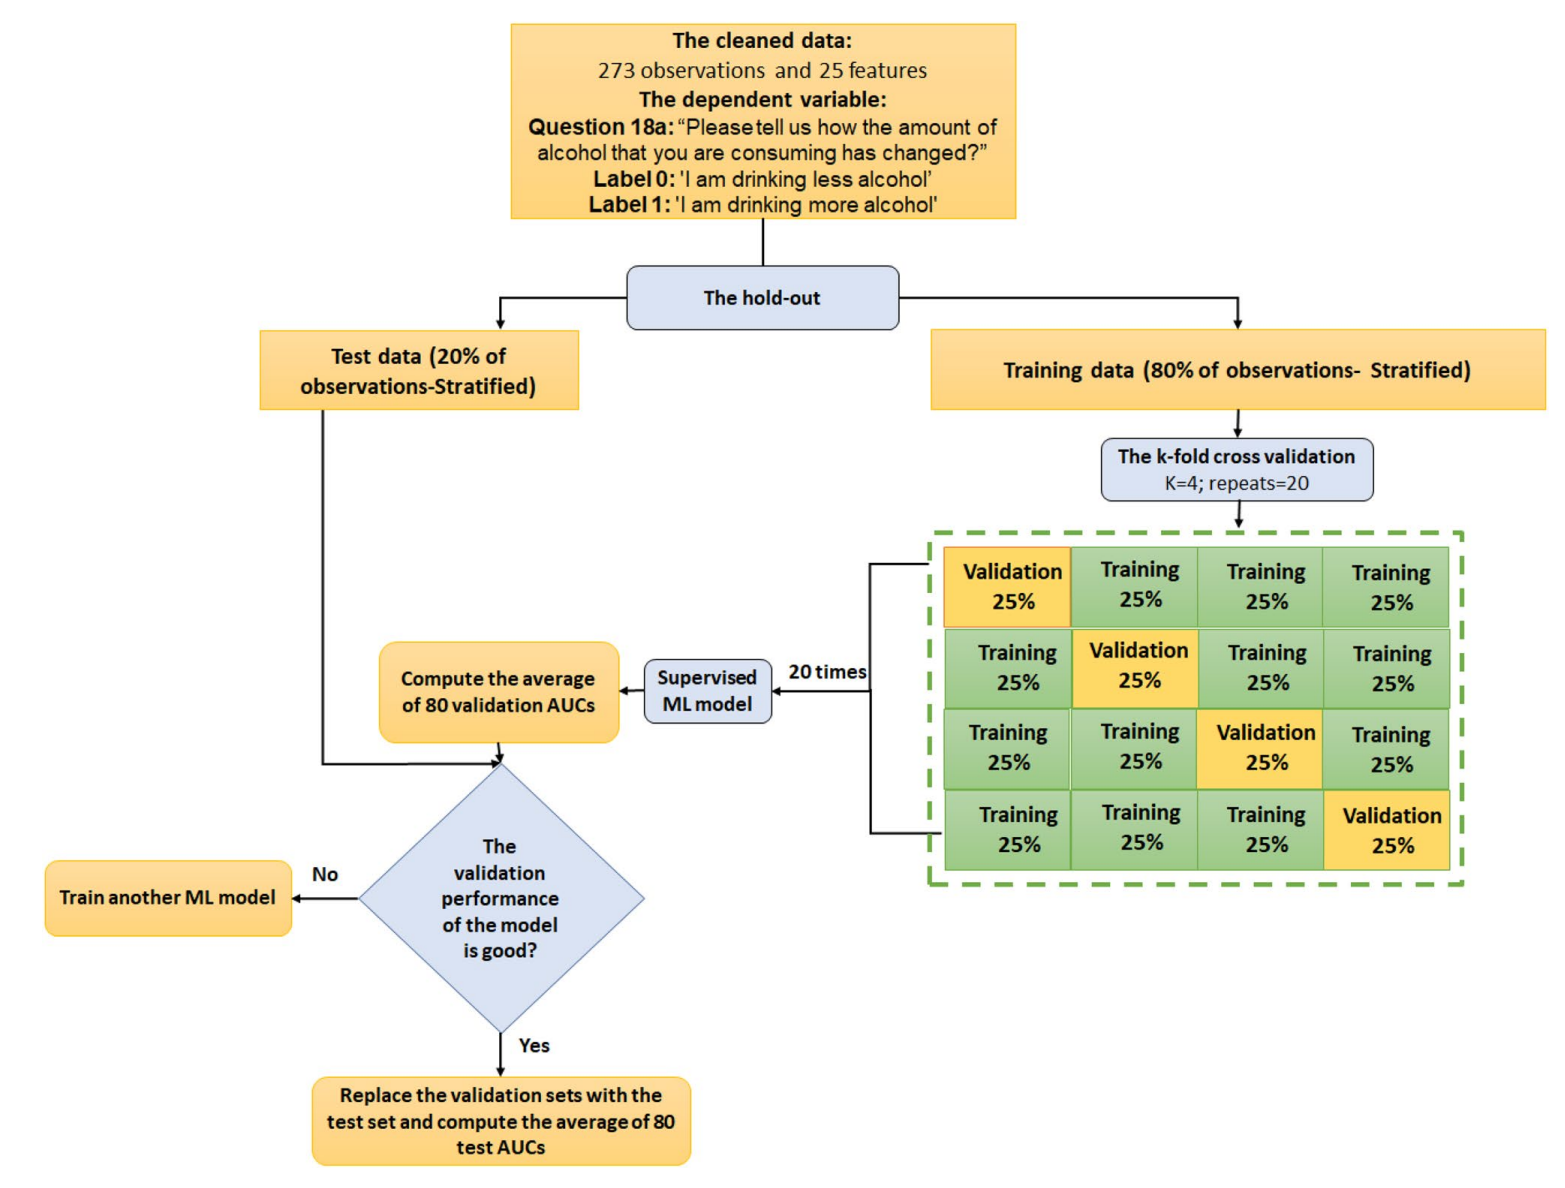 The cleaned data:
273 observations and 25 features
The dependent variable:
Question 18a: “Please tell us how the amount of
alcohol that you are consuming has changed?”
Label 0: 'I am drinking less alcohol’
Label 1: 'I am drinking more alcohol'
The hold-out
Test data (20% of
observations-Stratified)
Training data (80% of observations- Stratified)
The k-fold cross validation
K=4; repeats=20
Validation
25%
Training
25%
Training
25%
Training
25%
Training
25%
Validation
25%
Training
25%
Training
25%
Training
25%
Training
25%
Validation
25%
Training
25%
Training
25%
Training
25%
Training
25%
Validation
25%
20 times
Supervised
ML model
Compute the average
of 80 validation AUCs
The
validation
performance
of the model
is good?
No
Train another ML model
Yes
Replace the validation sets with the
test set and compute the average of 80
test AUCs